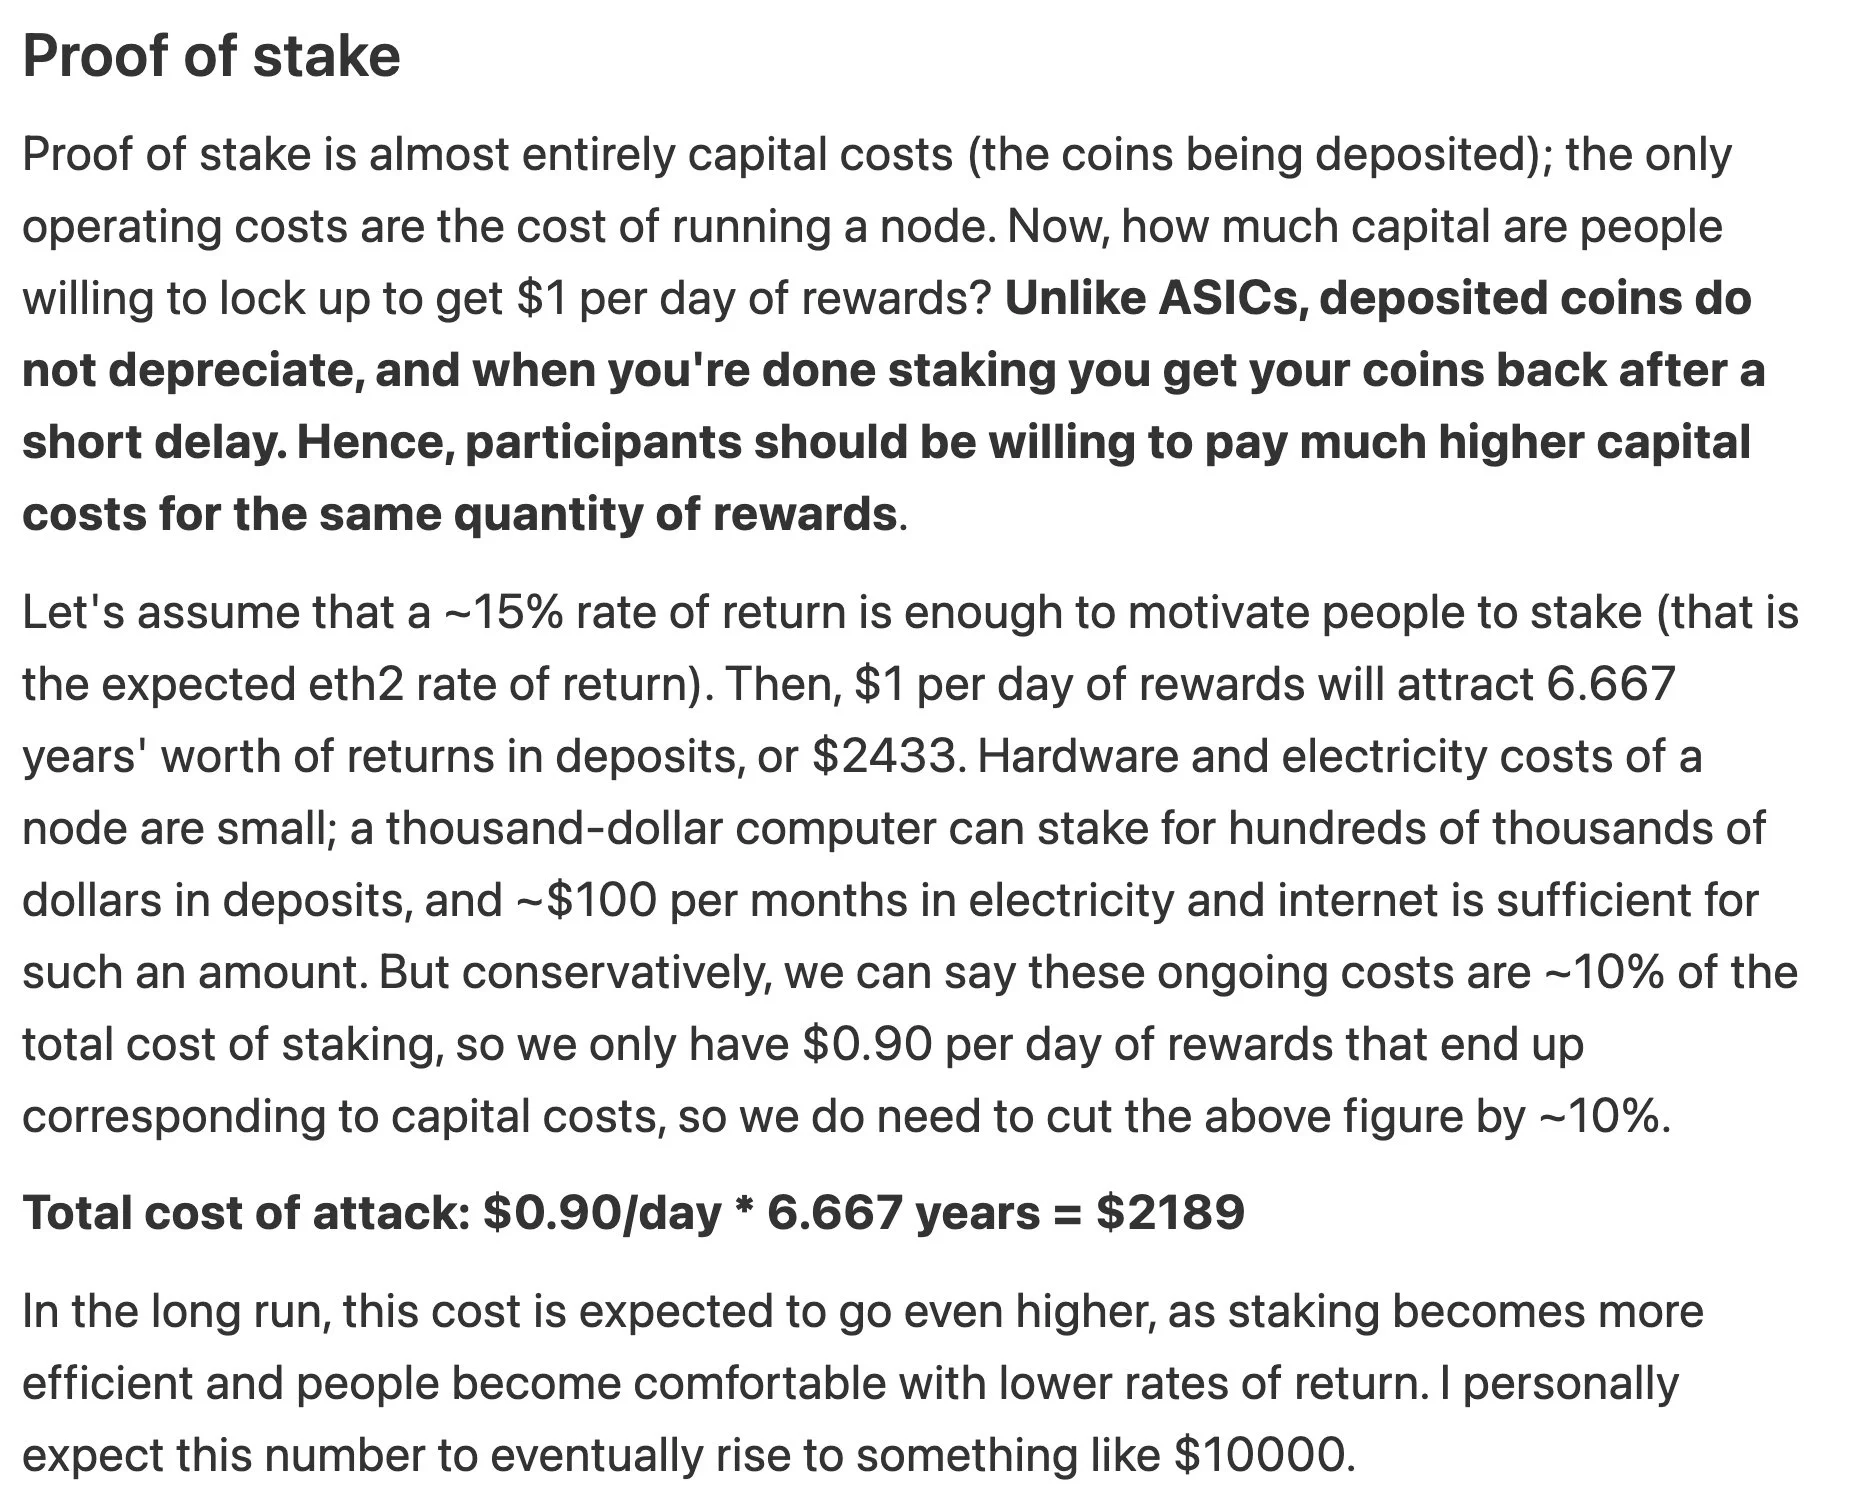 Proof of stake
Proof of stake is almost entirely capital costs (the coins being deposited); the only
operating costs are the cost of running a node. Now, how much capital are people
willing to lock up to get $1 per day of rewards? Unlike ASICs, deposited coins do
not depreciate, and when you're done staking you get your coins back after a
short delay. Hence, participants should be willing to pay much higher capital
costs for the same quantity of rewards.
Let's assume that a ~15% rate of return is enough to motivate people to stake (that is
the expected eth2 rate of return). Then, $1 per day of rewards will attract 6.667
years' worth of returns in deposits, or $2433. Hardware and electricity costs of a
node are small; a thousand-dollar computer can stake for hundreds of thousands of
dollars in deposits, and ~$100 per months in electricity and internet is sufficient for
such an amount. But conservatively, we can say these ongoing costs are ~10% of the
total cost of staking, so we only have $0.90 per day of rewards that end up
corresponding to capital costs, so we do need to cut the above figure by ~10%.
Total cost of attack: $0.90/day * 6.667 years = $2189
In the long run, this cost is expected to go even higher, as staking becomes more
efficient and people become comfortable with lower rates of return. I personally
expect this number to eventually rise to something like $10000.